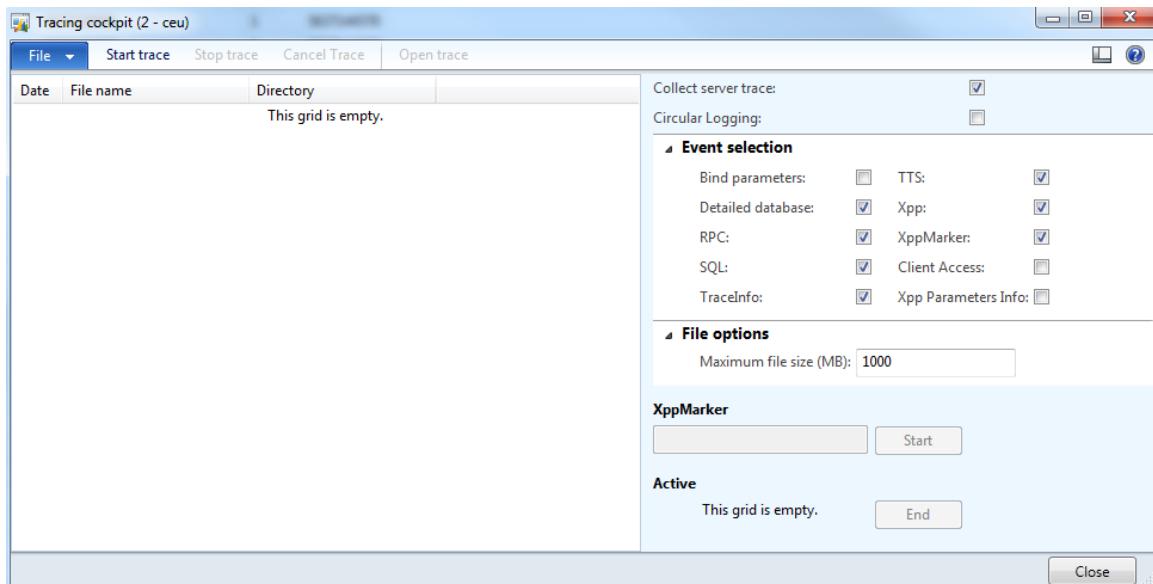 Tracing cockpit (2 - ceu)
File Start trace Stop trace Cancel Trace Open trace
Date File name Directory
This grid is empty.
Collect server trace:
Circular Logging:
Event selection
Bind parameters: TTS:
Detailed database: Xpp:
RPC: XppMarker:
SQL: Client Access:
TraceInfo: Xpp Parameters Info:
File options
Maximum file size (MB): 1000
XppMarker
Start
Active
This grid is empty. End
Close